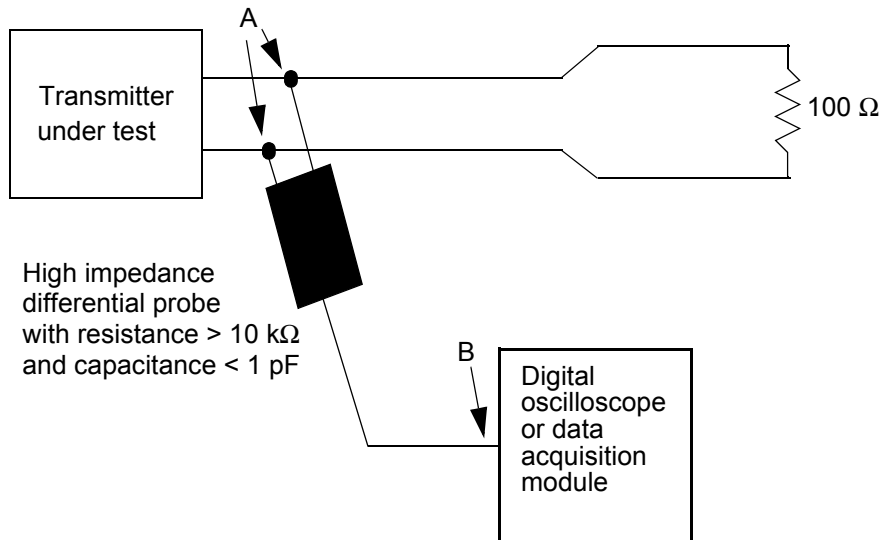 A
Transmitter
under test
100 Ω
High impedance
differential probe
with resistance > 10 kΩ
and capacitance < 1 pF
B
Digital
oscilloscope
or data
acquisition
module